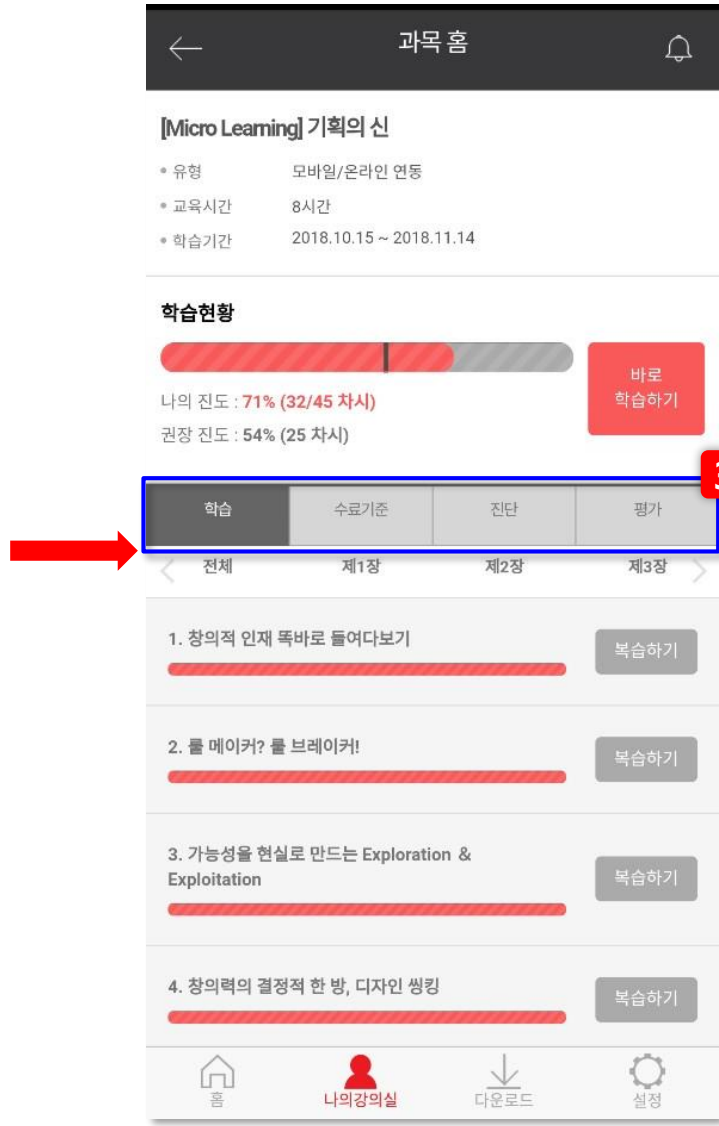 과목 홈
[Micro Learning] 기획의 신
유형 모바일/온라인 연동
교육시간 8시간
학습기간 2018.10.15 ~ 2018.11.14
학습현황
바로
학습하기
나의 진도 : 71% (32/45 차시)
권장 진도 : 54% (25 차시)
3
학습 수료기준 진단 평가
전체 제1장 제2장 제3장
1. 창의적 인재 똑바로 들여다보기
복습하기
2. 룰 메이커? 룰 브레이커!
복습하기
3. 가능성을 현실로 만드는 Exploration &
Exploitation
복습하기
4. 창의력의 결정적 한 방, 디자인 씽킹
복습하기
홈 나의강의실 다운로드 설정